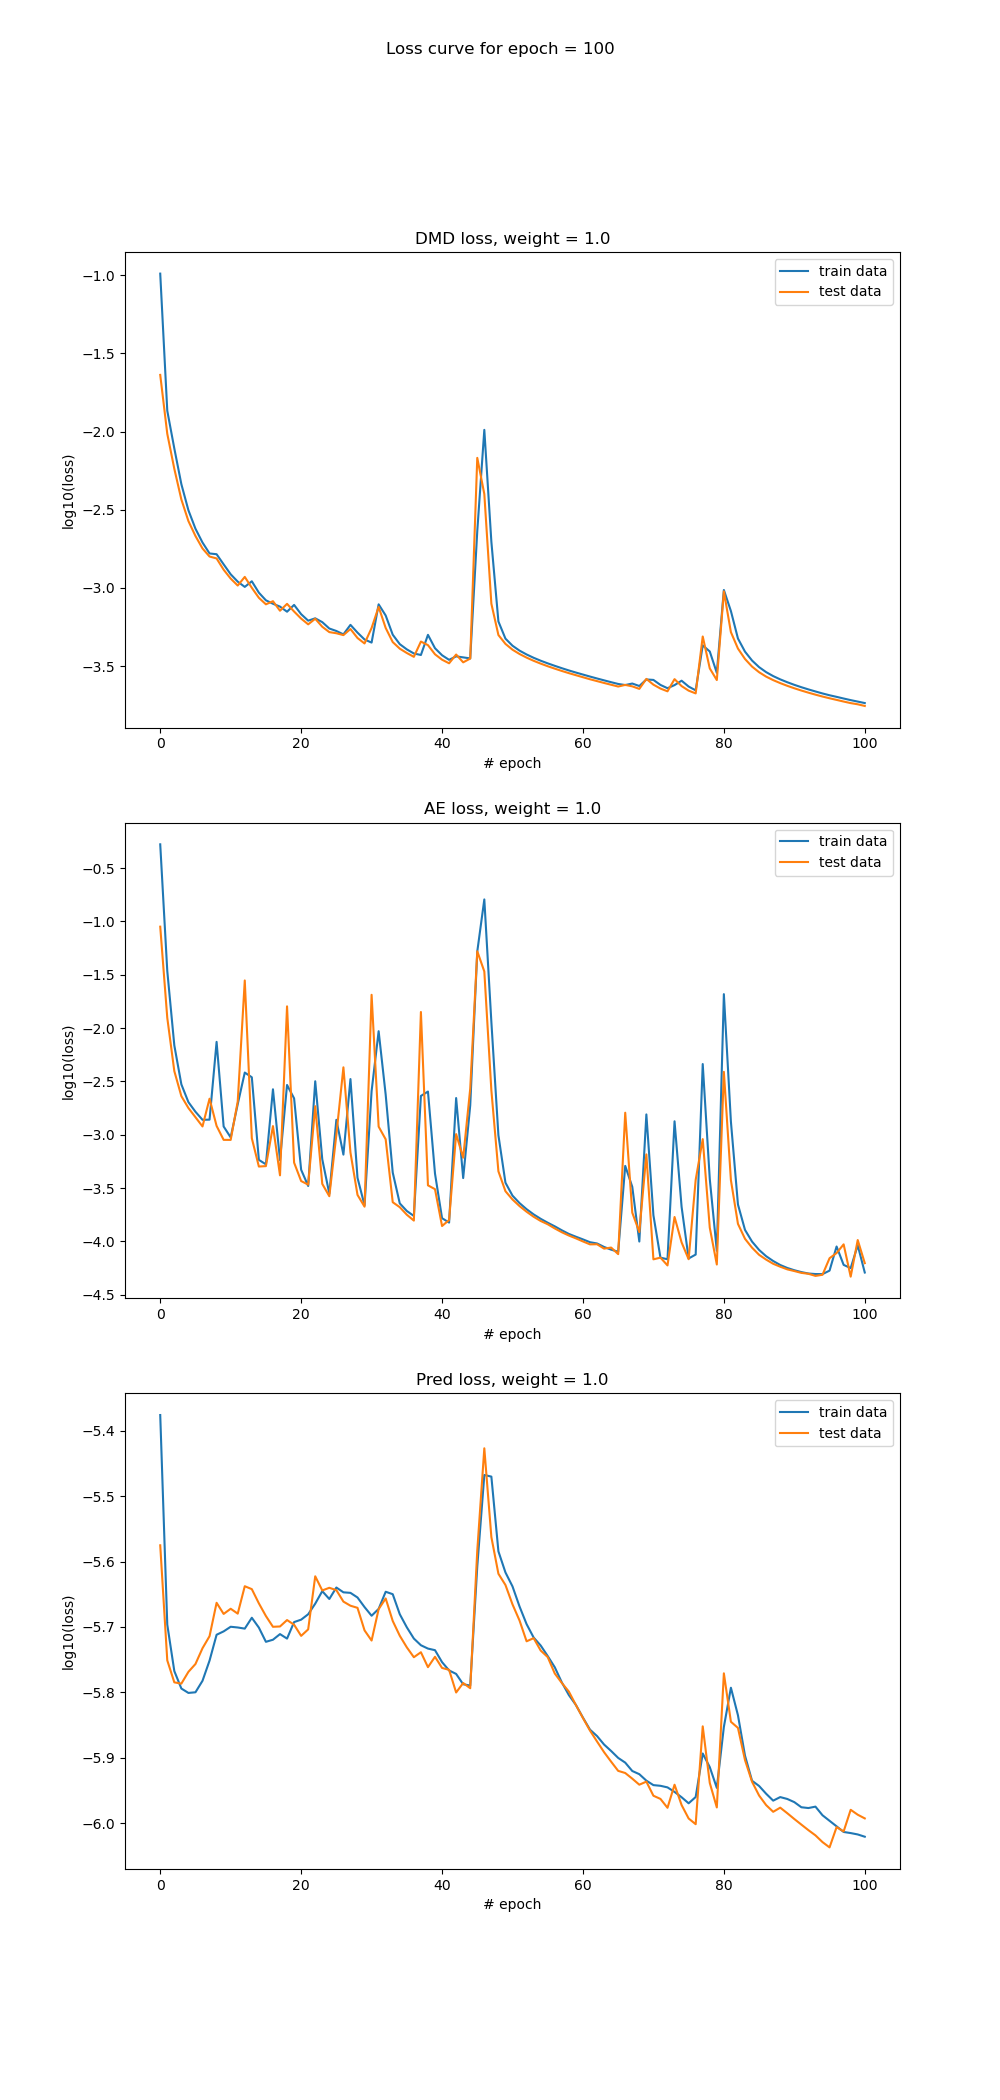 Loss curve for epoch = 100
DMD loss, weight = 1.0
train data
test data
−1.0
−1.5
−2.0
−2.5
−3.0
−3.5
log10(loss)
0 20 40 60 80 100
# epoch
AE loss, weight = 1.0
train data
test data
−0.5
−1.0
−1.5
−2.0
−2.5
−3.0
−3.5
−4.0
−4.5
log10(loss)
0 20 40 60 80 100
# epoch
Pred loss, weight = 1.0
train data
test data
−5.4
−5.5
−5.6
−5.7
−5.8
−5.9
−6.0
log10(loss)
0 20 40 60 80 100
# epoch